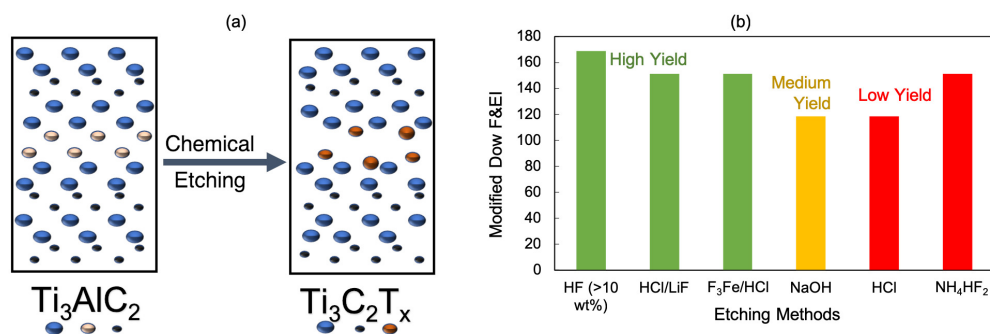 (a)
Chemical
Etching
Ti₃AlC₂
Ti₃C₂Tₓ
(b)
Modified Dow F&EI
180
160
140
120
100
80
60
40
20
0
High Yield
Medium
Yield
Low Yield
HF (>10
wt%)
HCl/LiF
F₃Fe/HCl
NaOH
HCl
NH₄HF₂
Etching Methods